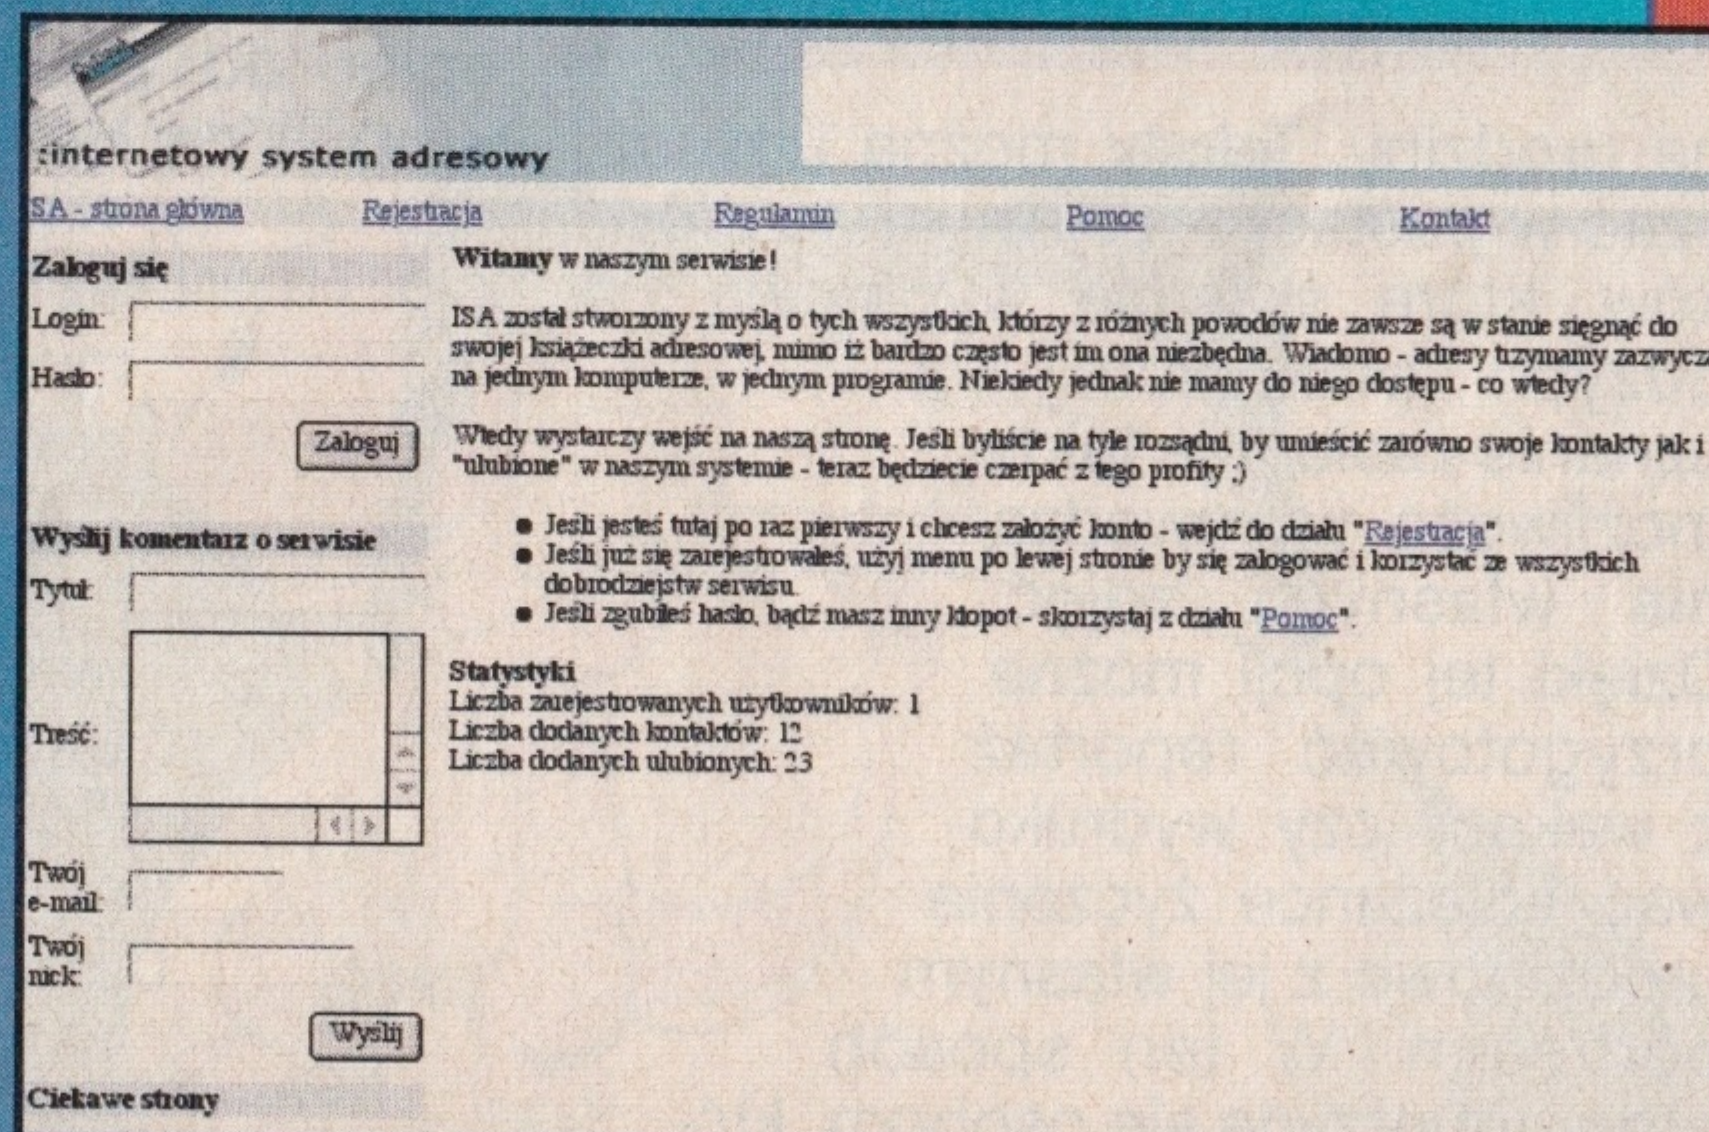 :internetowy system adresowy
SA - strona główna Rejestracja Regulamin Pomoc Kontakt
Zaloguj się
Login:
Hasło:
Zaloguj
Wyślij komentarz o serwisie
Tytuł:
Treść:
Twój
e-mail:
Twój
nick:
Wyślij
Ciekawe strony
Witamy w naszym serwisie!
ISA został stworzony z myślą o tych wszystkich, którzy z różnych powodów nie zawsze są w stanie sięgnąć do
swojej książeczki adresowej, mimo iż bardzo często jest im ona niezbędna. Wiadomo - adresy trzymamy zazwycz
na jednym komputerze, w jednym programie. Niekiedy jednak nie mamy do niego dostępu - co wtedy?
Wtedy wystarczy wejść na naszą stronę. Jeśli byliście na tyle rozsądni, by umieścić zarówno swoje kontakty jak i
"ulubione" w naszym systemie - teraz będziecie czerpać z tego profity ;)
● Jeśli jesteś tutaj po raz pierwszy i chcesz założyć konto - wejdź do działu "Rejestracja".
● Jeśli już się zarejestrowałeś, użyj menu po lewej stronie by się zalogować i korzystać ze wszystkich
dobrodziejstw serwisu.
● Jeśli zgubiłeś hasło, bądź masz inny kłopot - skorzystaj z działu "Pomoc".
Statystyki
Liczba zarejestrowanych użytkowników: 1
Liczba dodanych kontaktów: 12
Liczba dodanych ulubionych: 23